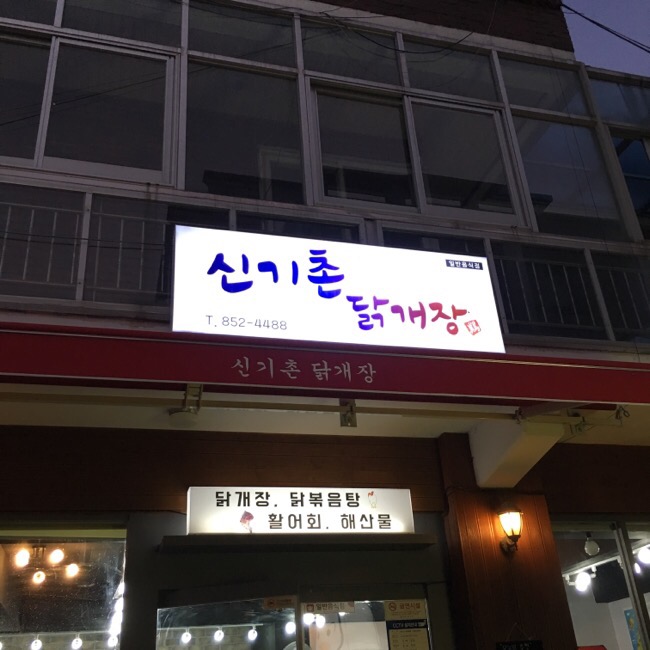 신기촌
일반음식점
닭개장
T. 852-4488
신기촌 닭개장
닭개장. 닭볶음탕
활어회. 해산물